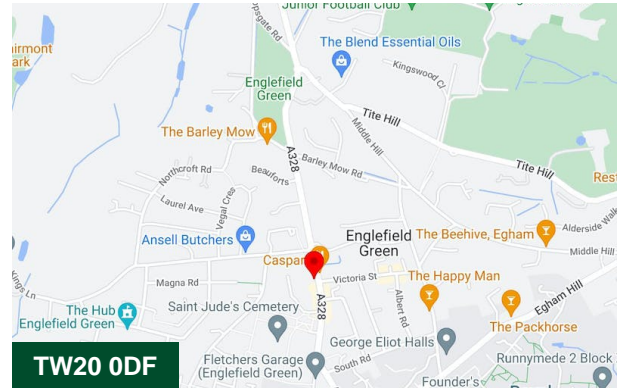 Junior Football Club
The Blend Essential Oils
Kingswood Cl
Englefield
Green
Tite Hill
The Barley Mow
A328
Middle Hill
Barley Mow Rd
Tite Hill
Northcroft Rd
Beauforts
Laurel Ave
Vegal Cres
Ansell Butchers
The Beehive, Egham
Alderside Walk
Middle Hill
Englefield
Green
Caspar
Victoria St
Magna Rd
Kings Ln
The Hub
Englefield Green
Saint Jude's Cemetery
A328
Albert Rd
The Happy Man
The Packhorse
Egham Hill
George Eliot Halls
Fletchers Garage
(Englefield Green)
South Rd
Runnymede 2 Block
Founder's
TW20 0DF